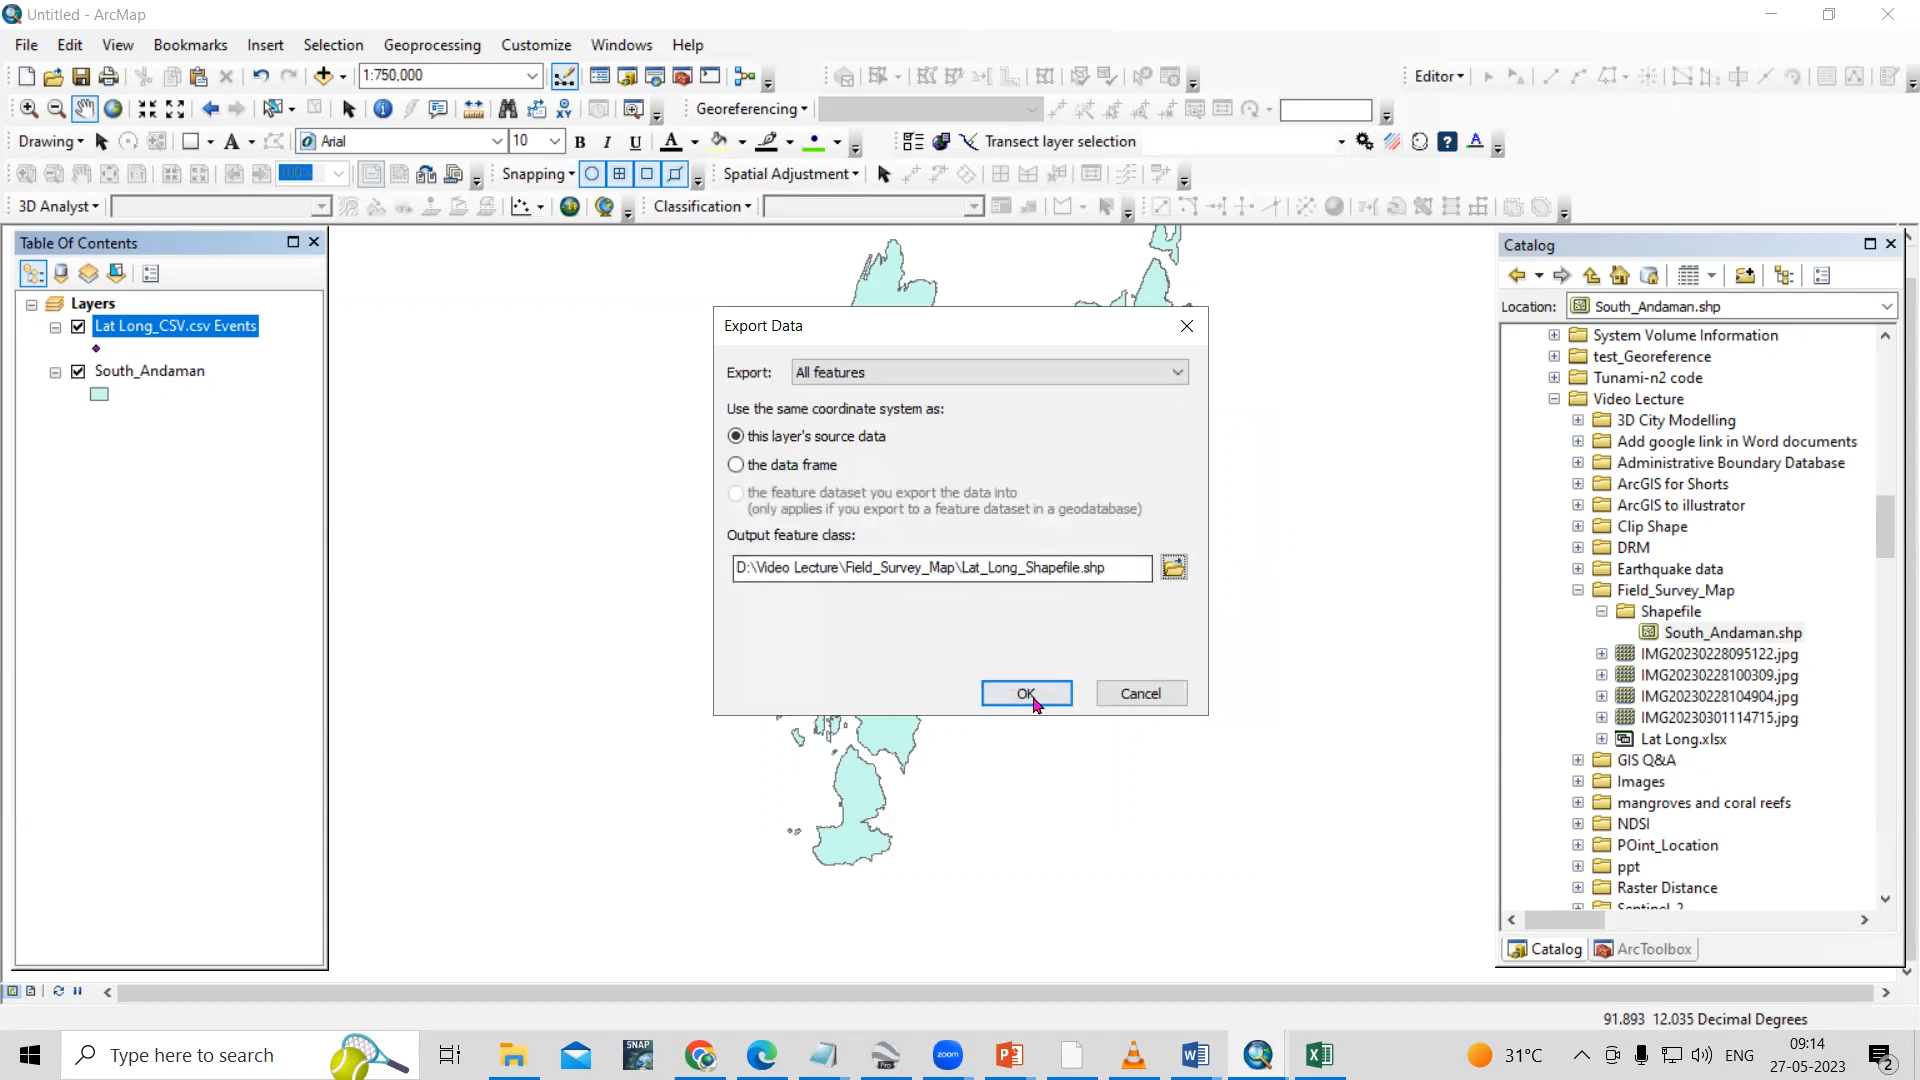 Untitled - ArcMap
File Edit View Bookmarks Insert Selection Geoprocessing Customize Windows Help
1:750,000
Editor
Georeferencing
Drawing A Arial 10 B I U A
Transect layer selection
100%
Snapping
Spatial Adjustment
3D Analyst
Classification
Table Of Contents
Layers
Lat Long_CSV.csv Events
South_Andaman
Export Data
Export: All features
Use the same coordinate system as:
this layer's source data
the data frame
the feature dataset you export the data into
(only applies if you export to a feature dataset in a geodatabase)
Output feature class:
D:\Video Lecture\Field_Survey_Map\Lat_Long_Shapefile.shp
OK Cancel
Catalog
Location: South_Andaman.shp
System Volume Information
test_Georeference
Tunami-n2 code
Video Lecture
3D City Modelling
Add google link in Word documents
Administrative Boundary Database
ArcGIS for Shorts
ArcGIS to illustrator
Clip Shape
DRM
Earthquake data
Field_Survey_Map
Shapefile
South_Andaman.shp
IMG20230228095122.jpg
IMG20230228100309.jpg
IMG20230228104904.jpg
IMG20230301114715.jpg
Lat Long.xlsx
GIS Q&A
Images
mangroves and coral reefs
NDSI
POint_Location
ppt
Raster Distance
Sentinel_2
Catalog ArcToolbox
91.893 12.035 Decimal Degrees
Type here to search
SNAP
Pro
zoom
31°C
ENG
09:14
27-05-2023
2